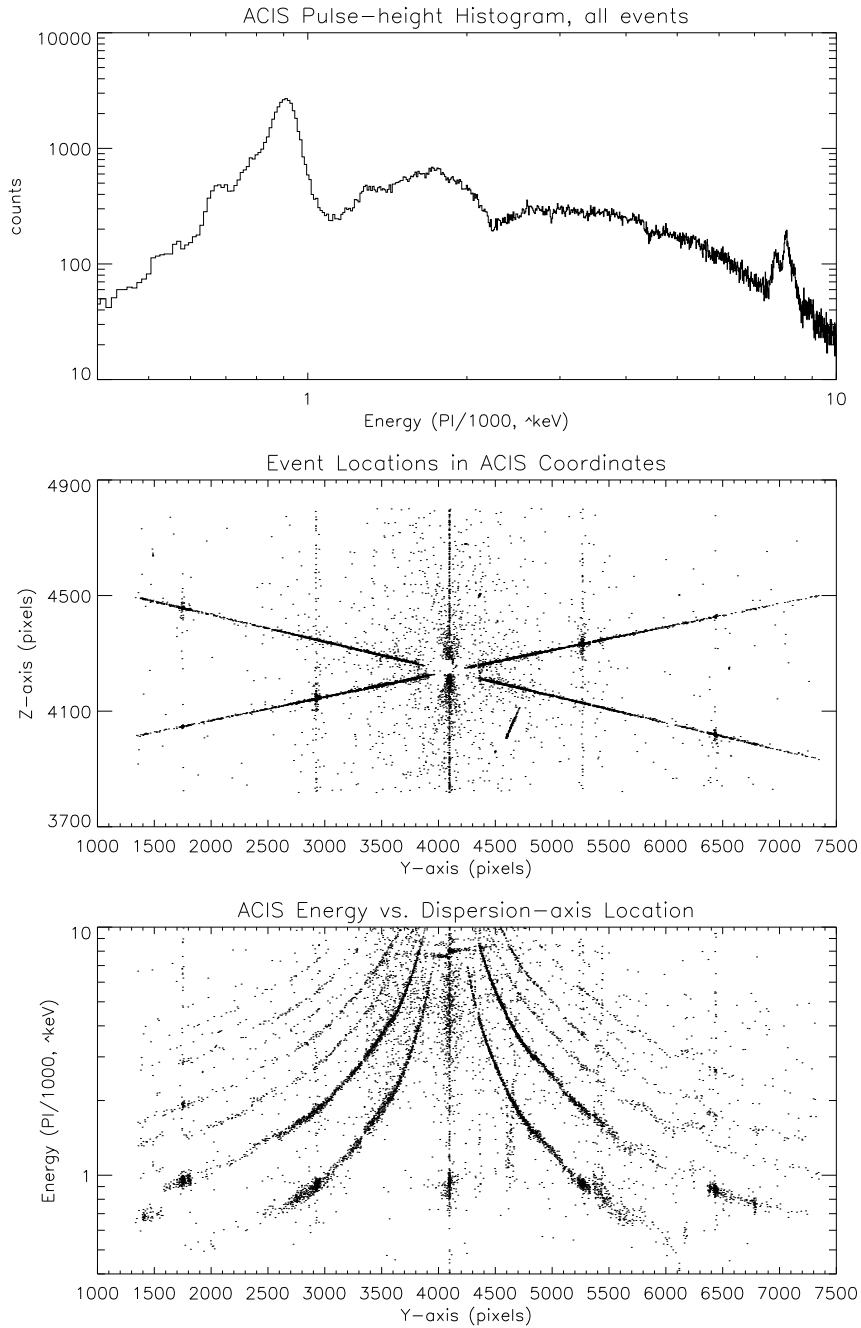 ACIS Pulse-height Histogram, all events
10000
1000
100
10
counts
1
10
Energy (PI/1000, ^keV)
Event Locations in ACIS Coordinates
4900
4500
4100
3700
Z-axis (pixels)
1000 1500 2000 2500 3000 3500 4000 4500 5000 5500 6000 6500 7000 7500
Y-axis (pixels)
ACIS Energy vs. Dispersion-axis Location
10
1
Energy (PI/1000, ^keV)
1000 1500 2000 2500 3000 3500 4000 4500 5000 5500 6000 6500 7000 7500
Y-axis (pixels)